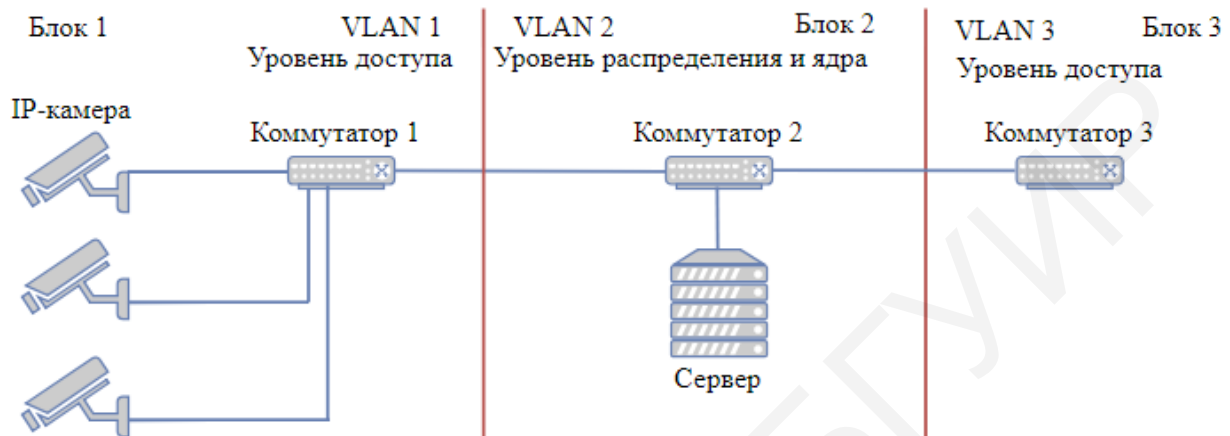 Блок 1
VLAN 1
Уровень доступа
VLAN 2
Блок 2
Уровень распределения и ядра
VLAN 3
Блок 3
Уровень доступа
IP-камера
Коммутатор 1
Коммутатор 2
Коммутатор 3
Сервер
БГУИР